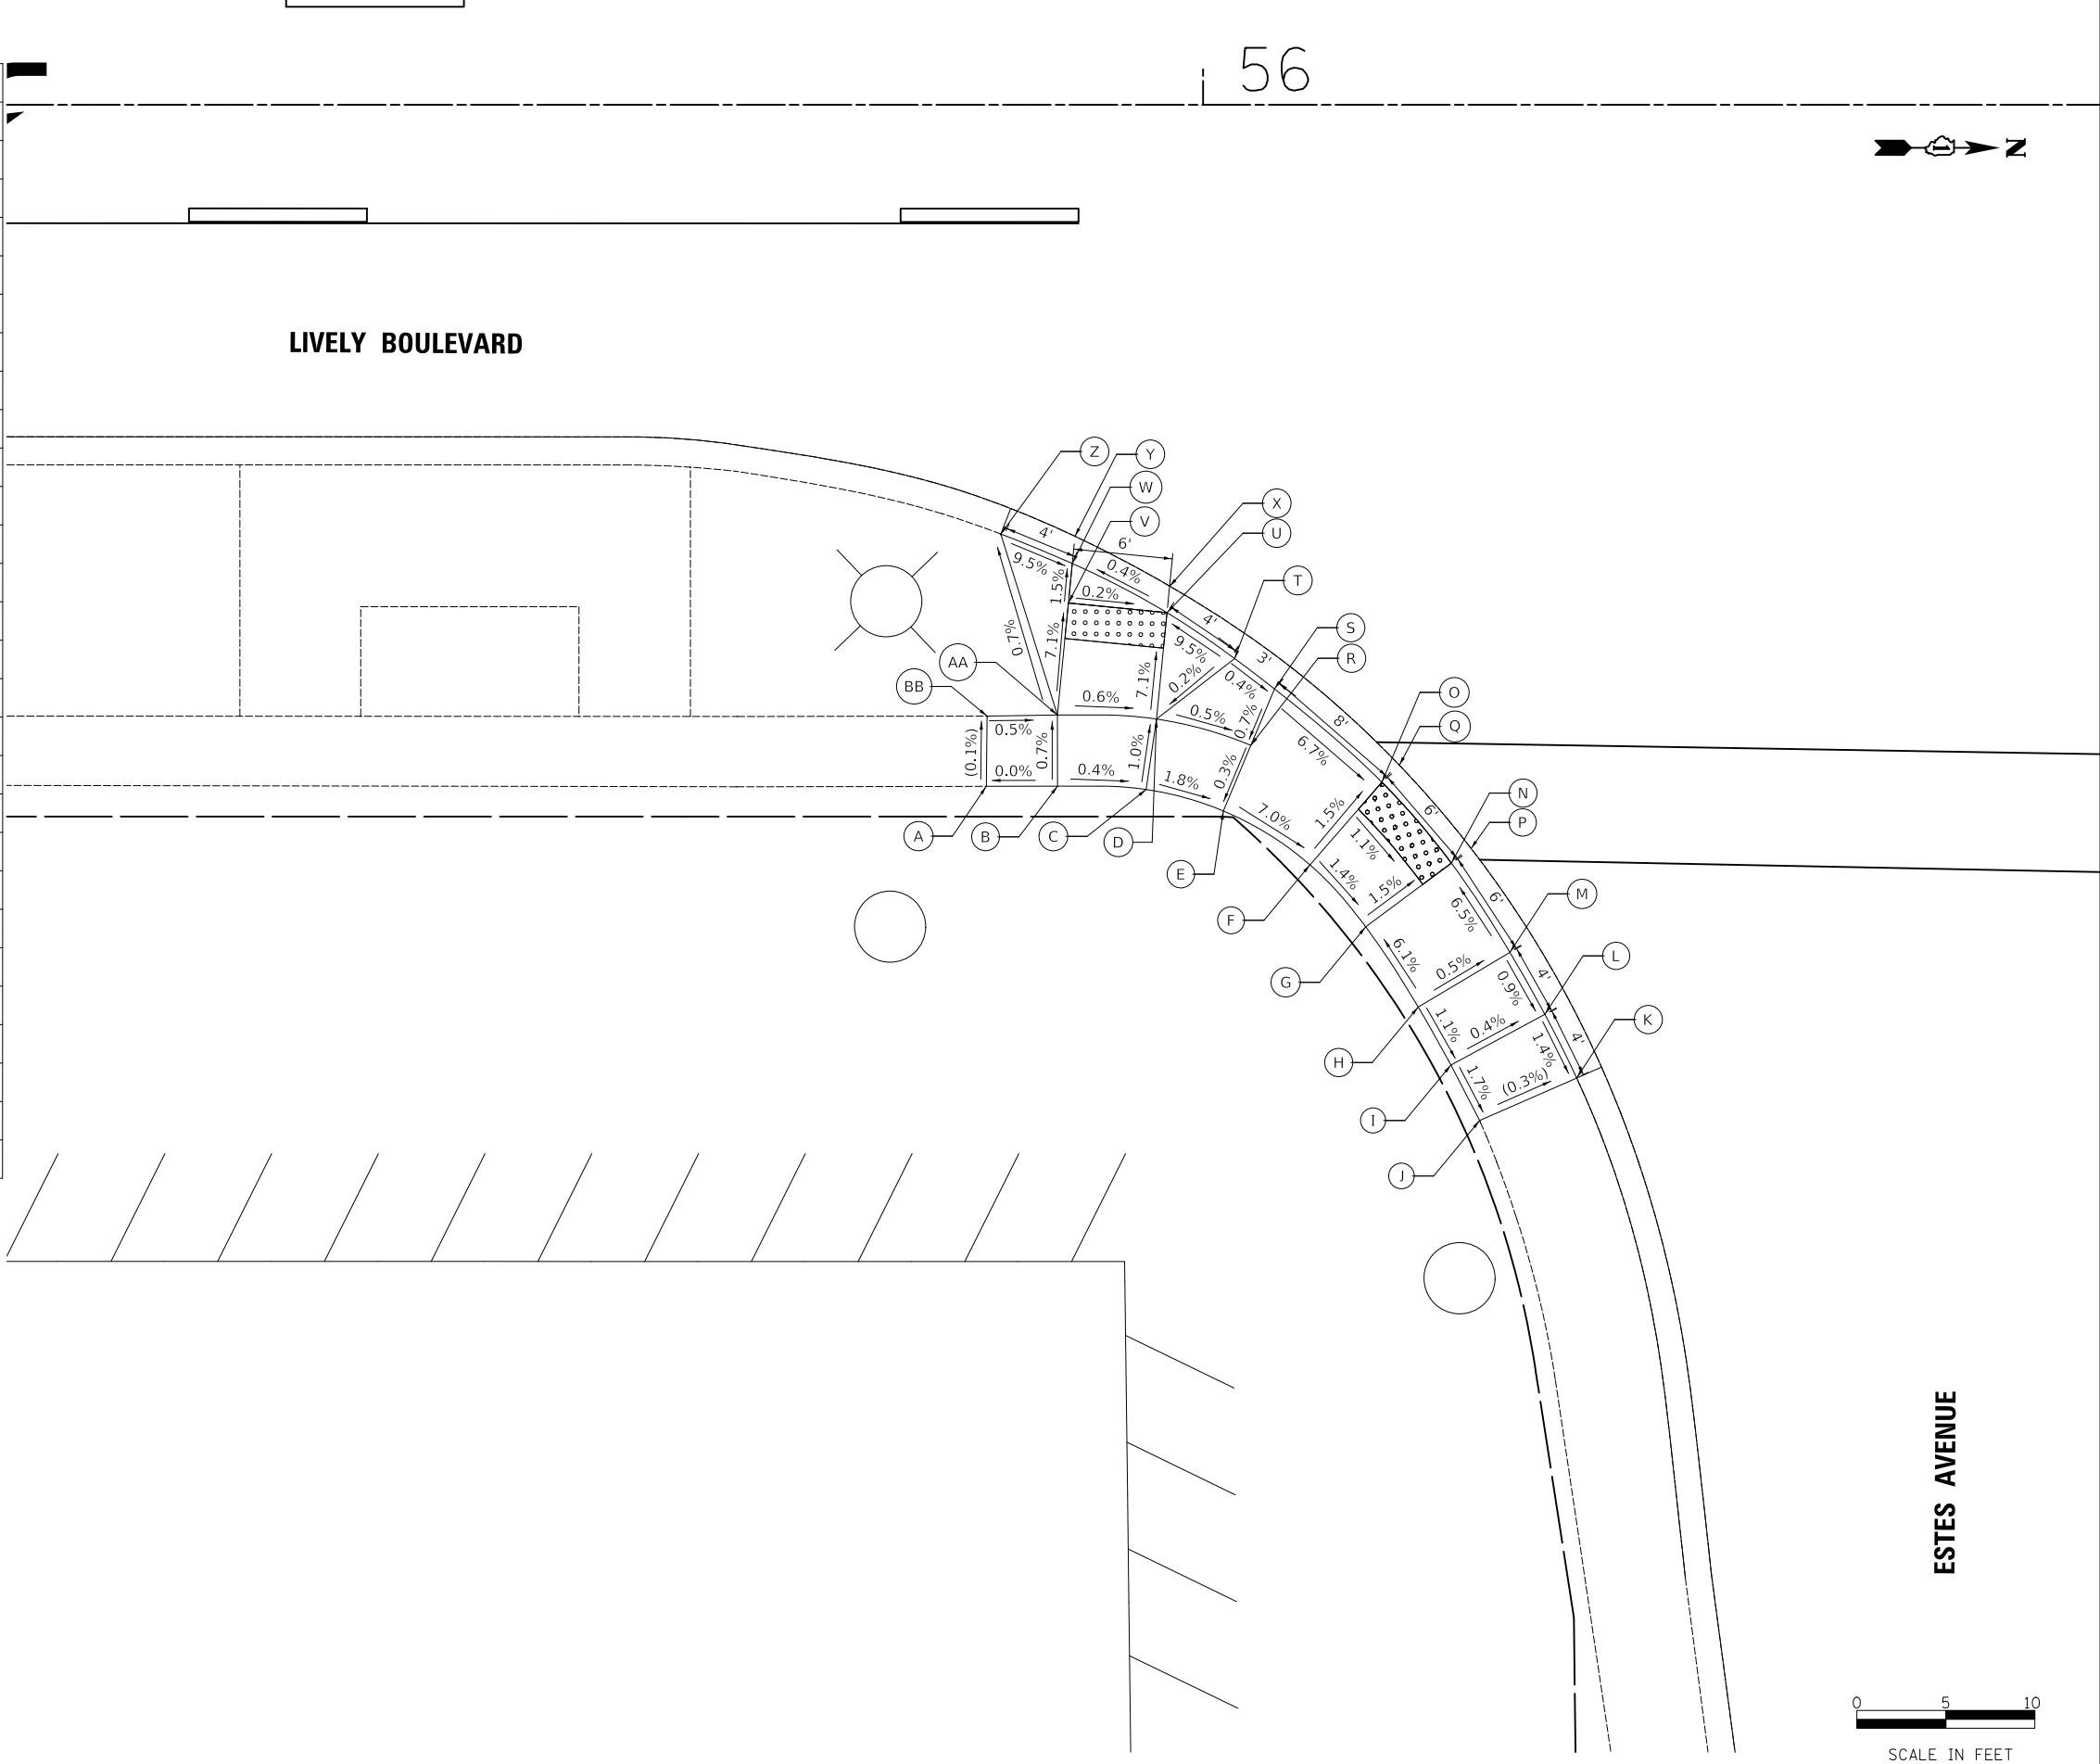 56
N
LIVELY BOULEVARD
Z
Y
W
V
X
U
T
S
R
O
Q
N
P
M
L
K
AA
BB
A
B
C
D
E
F
G
H
I
J
4'
6'
9.5%
0.4%
1.5%
0.2%
0.7%
7.1%
7.1%
0.6%
4'
9.5%
0.2%
3'
0.4%
0.5%
0.7%
8'
6.7%
(0.1%)
0.5%
0.0%
0.7%
0.4%
1.0%
1.8%
0.3%
7.0%
1.5%
1.1%
1.4%
1.5%
6'
6'
6.5%
6.1%
0.5%
4'
0.9%
1.1%
0.4%
4'
1.4%
1.7%
(0.3%)
ESTES AVENUE
0 5 10
SCALE IN FEET